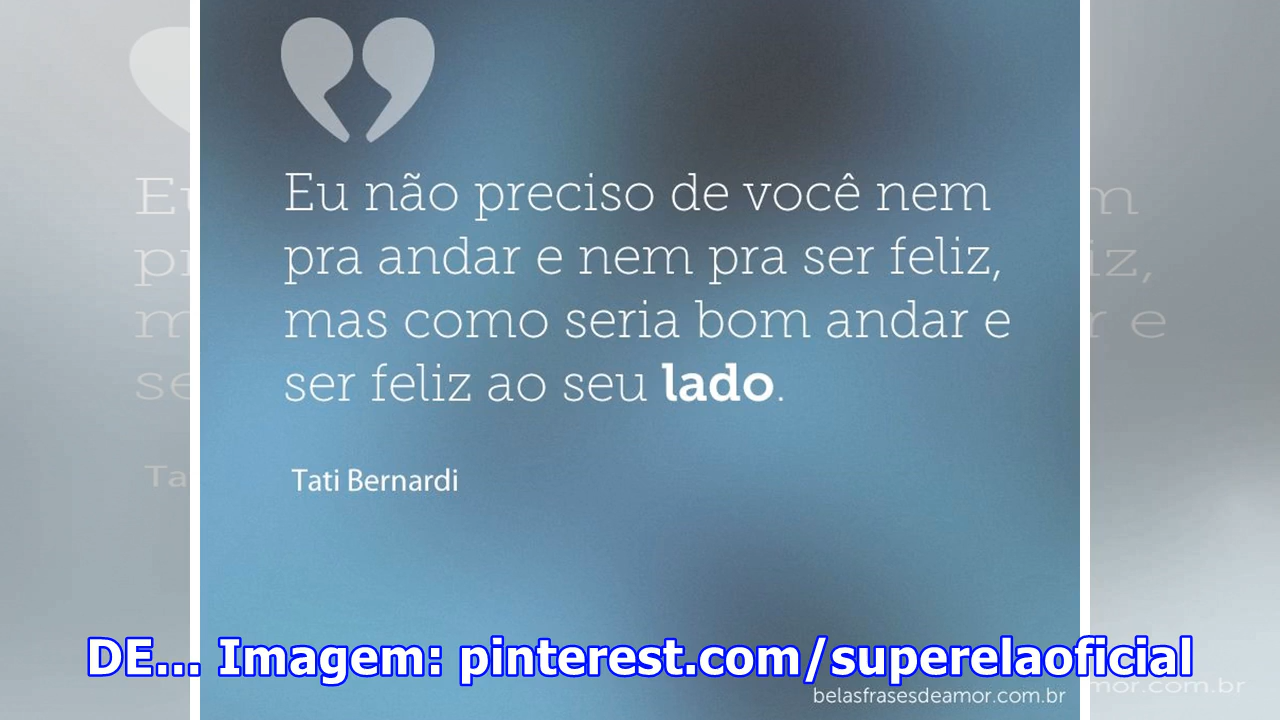 Eu não preciso de você nem
pra andar e nem pra ser feliz,
mas como seria bom andar e
ser feliz ao seu lado.
Tati Bernardi
DE... Imagem: pinterest.com/superelaoficial
belasfrasesdeamor.com.br